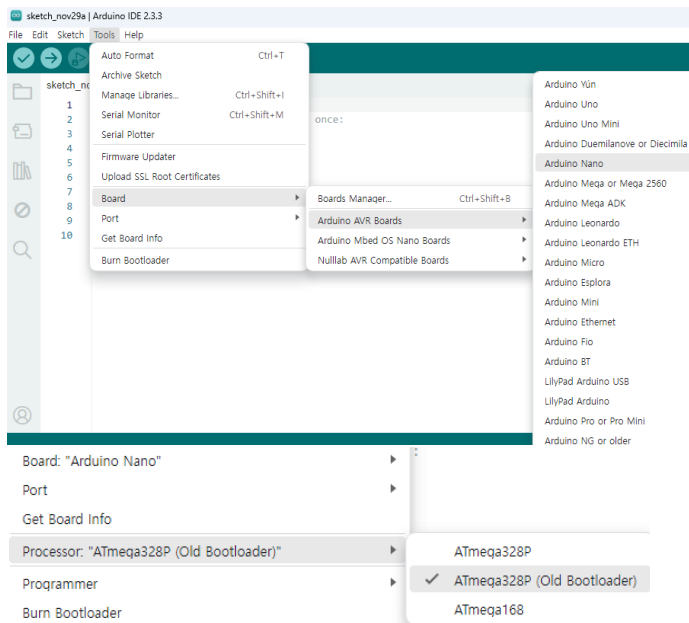 sketch_nov29a | Arduino IDE 2.3.3
File Edit Sketch Tools Help
sketch_no
1
2
3
4
5
6
7
8
9
10
once:
Auto Format Ctrl+T
Archive Sketch
Manage Libraries... Ctrl+Shift+I
Serial Monitor Ctrl+Shift+M
Serial Plotter
Firmware Updater
Upload SSL Root Certificates
Board
Port
Get Board Info
Burn Bootloader
Boards Manager... Ctrl+Shift+B
Arduino AVR Boards
Arduino Mbed OS Nano Boards
Nulllab AVR Compatible Boards
Arduino Yún
Arduino Uno
Arduino Uno Mini
Arduino Duemilanove or Diecimila
Arduino Nano
Arduino Mega or Mega 2560
Arduino Mega ADK
Arduino Leonardo
Arduino Leonardo ETH
Arduino Micro
Arduino Esplora
Arduino Mini
Arduino Ethernet
Arduino Fio
Arduino BT
LilyPad Arduino USB
LilyPad Arduino
Arduino Pro or Pro Mini
Arduino NG or older
Board: "Arduino Nano"
Port
Get Board Info
Processor: "ATmega328P (Old Bootloader)"
Programmer
Burn Bootloader
ATmega328P
ATmega328P (Old Bootloader)
ATmega168